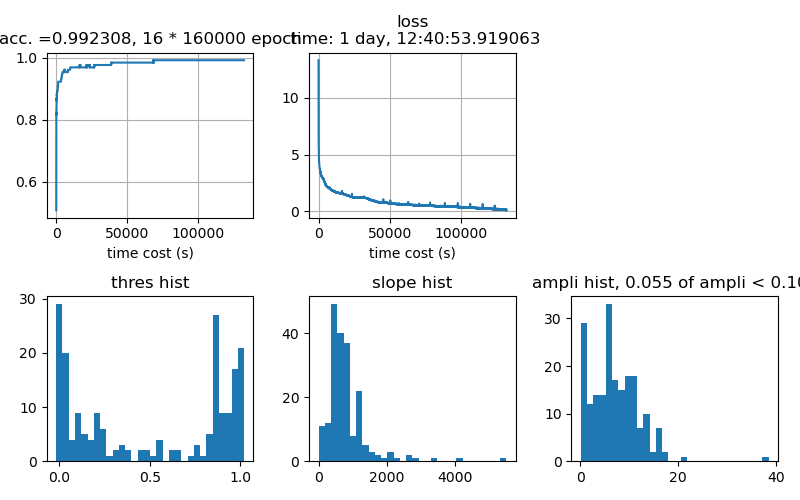 loss
acc. =0.992308, 16 * 160000 epoch
time: 1 day, 12:40:53.919063
1.0
0.8
0.6
0 50000 100000
time cost (s)
10
5
0
0 50000 100000
time cost (s)
thres hist
30
20
10
0
0.0 0.5 1.0
slope hist
40
20
0
0 2000 4000
ampli hist, 0.055 of ampli < 0.10
30
20
10
0
0 20 40